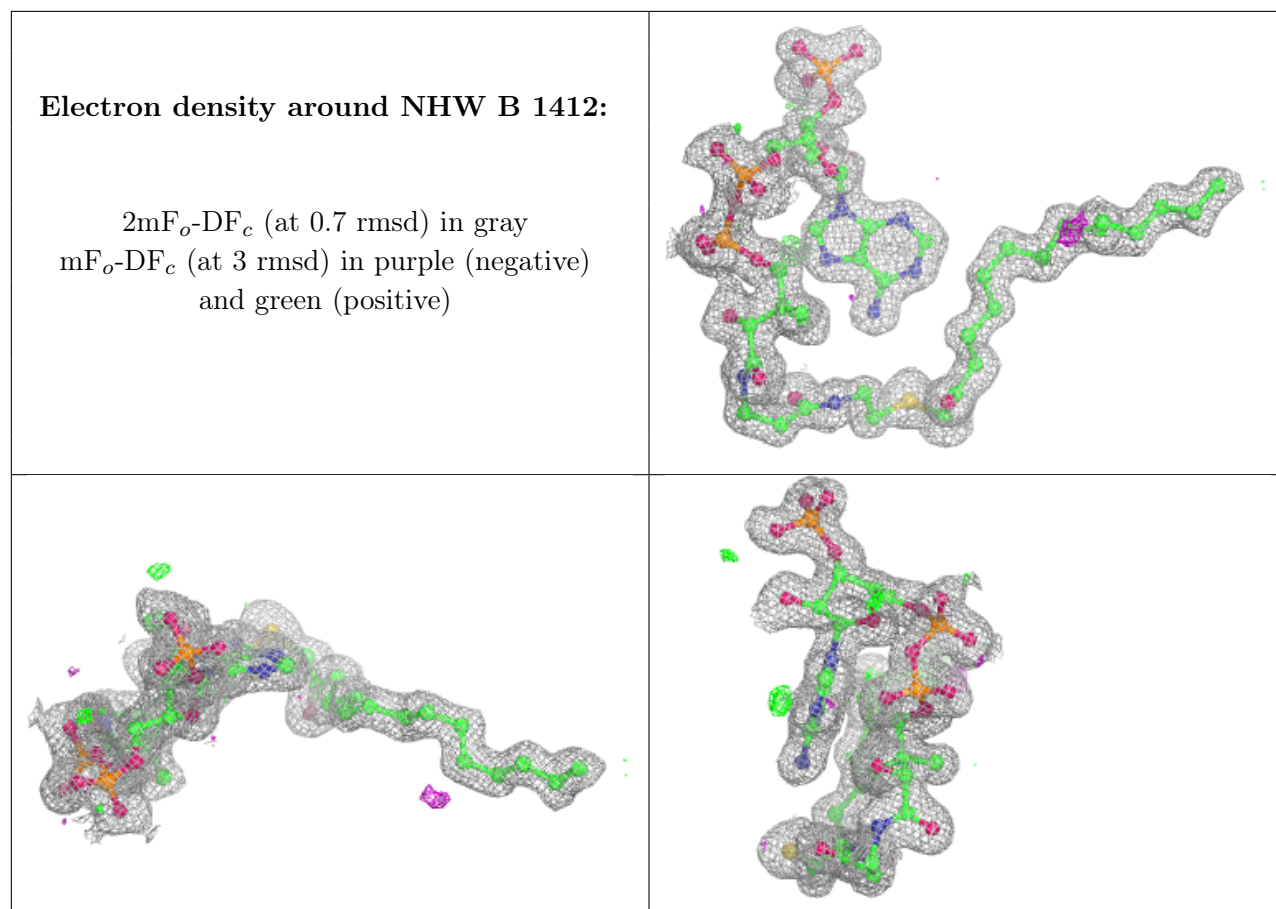 Electron density around NHW B 1412:
2mFo-DFc (at 0.7 rmsd) in gray
mFo-DFc (at 3 rmsd) in purple (negative)
and green (positive)